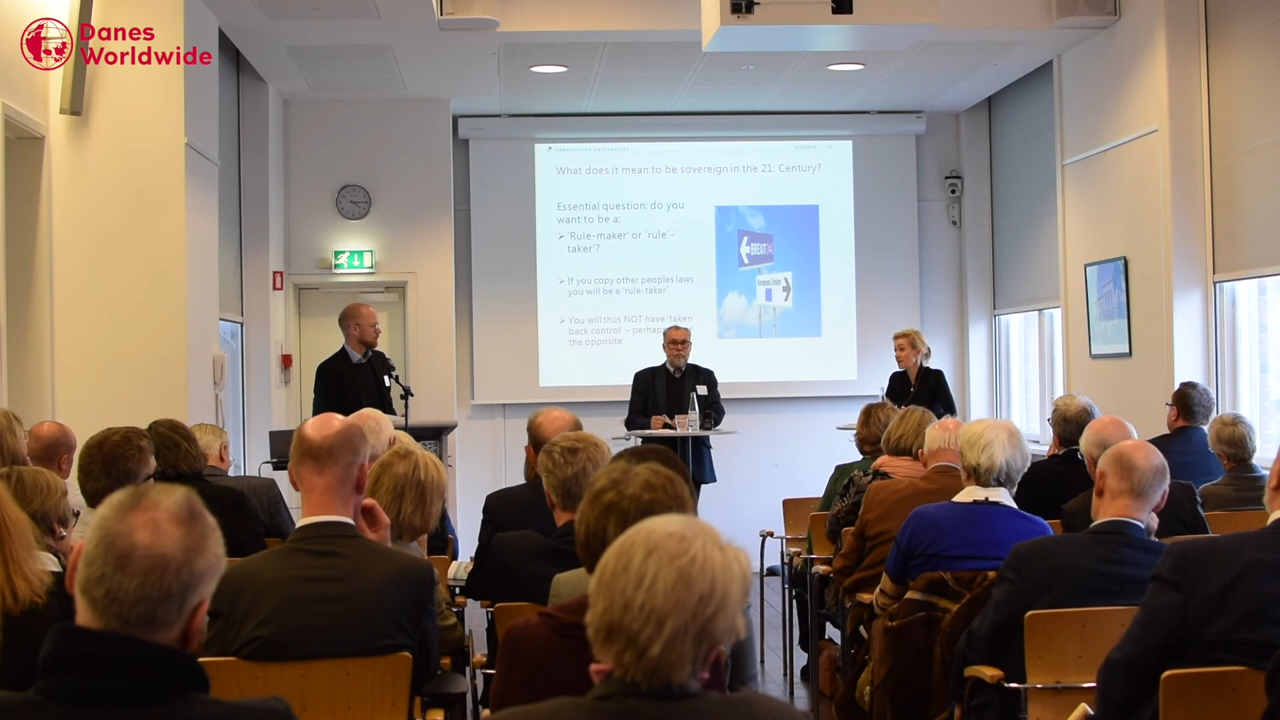 Danes
Worldwide
What does it mean to be sovereign in the 21. Century?
Essential question: do you
want to be a:
➢ 'Rule-maker' or 'rule'-
taker'?
➢ If you copy other peoples laws
you will be a 'rule-taker'
➢ You will thus NOT have 'taken
back control' – perhaps
the opposite
BREXIT
European Union